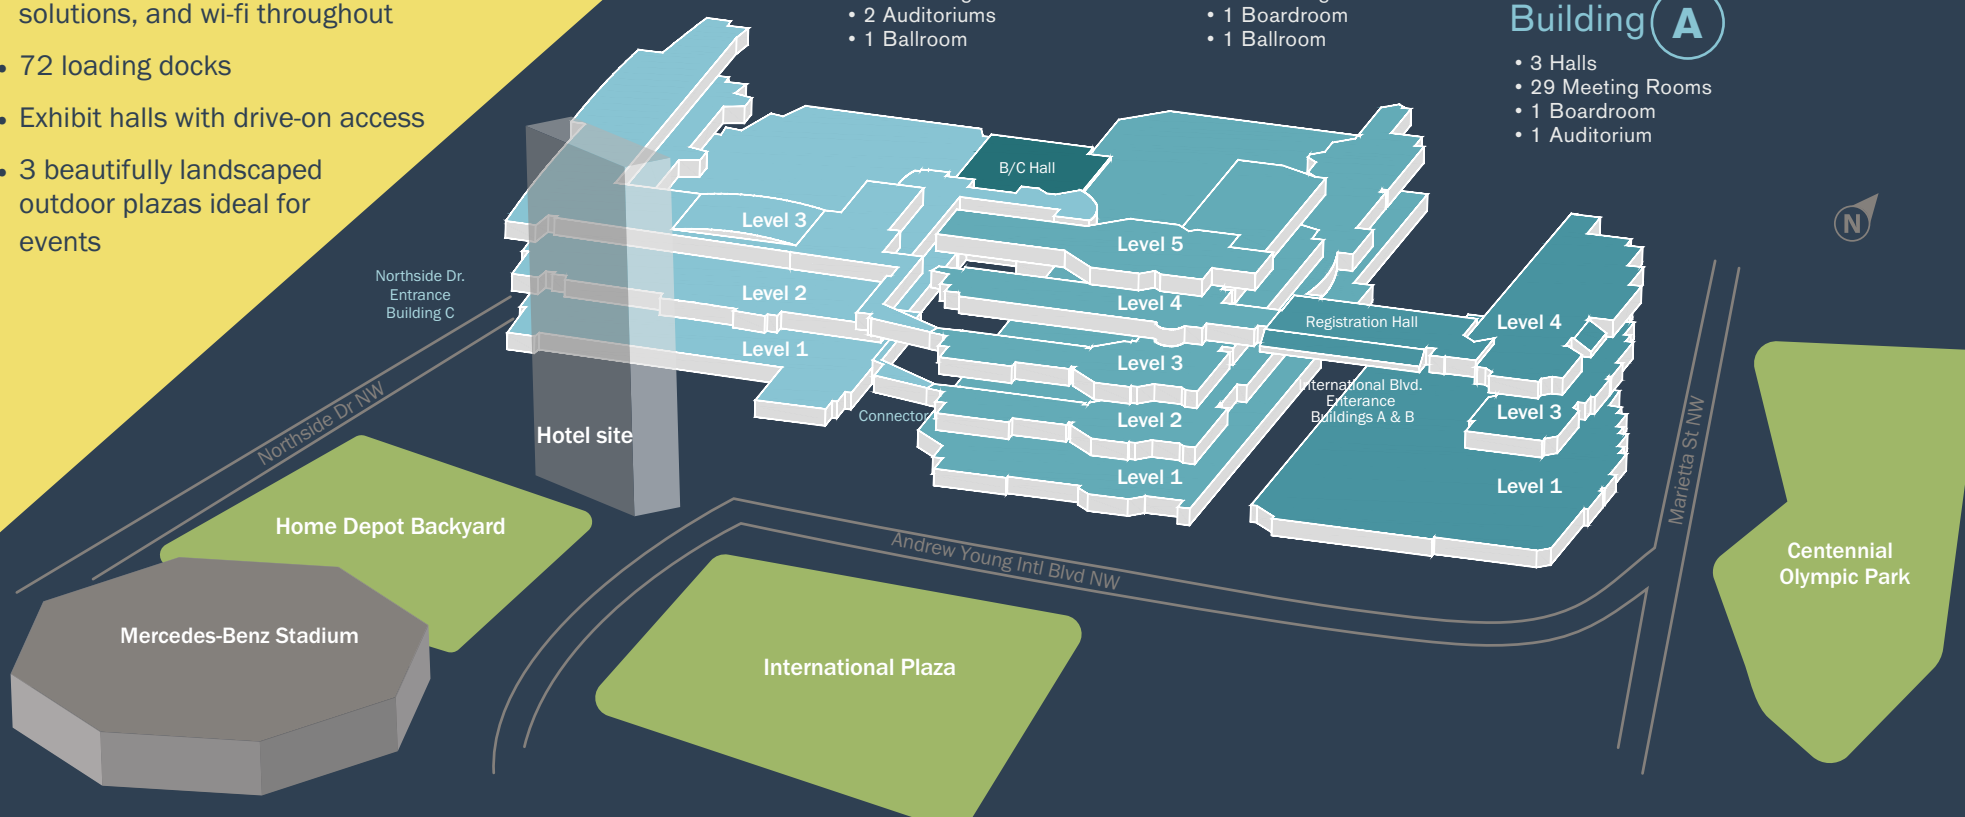 solutions, and wi-fi throughout
• 72 loading docks
• Exhibit halls with drive-on access
• 3 beautifully landscaped
outdoor plazas ideal for
events
• 2 Auditoriums
• 1 Ballroom
• 1 Boardroom
• 1 Ballroom
Building A
• 3 Halls
• 29 Meeting Rooms
• 1 Boardroom
• 1 Auditorium
N
B/C Hall
Level 3
Level 2
Level 1
Level 5
Level 4
Level 3
Level 2
Level 1
Registration Hall
Level 4
Level 3
Level 1
International Blvd.
Enterance
Buildings A & B
Connector
Northside Dr.
Entrance
Building C
Northside Dr NW
Hotel site
Home Depot Backyard
Mercedes-Benz Stadium
Andrew Young Intl Blvd NW
International Plaza
Marietta St NW
Centennial
Olympic Park